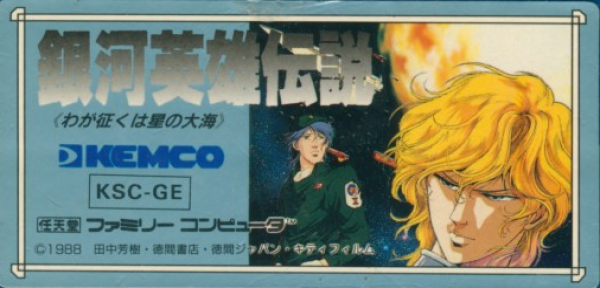 銀河英雄伝説
《わが征くは星の大海》
KEMCO
KSC-GE
任天堂 ファミリー コンピュータ™
©1988 田中芳樹・徳間書店・徳間ジャパン・キティフィルム